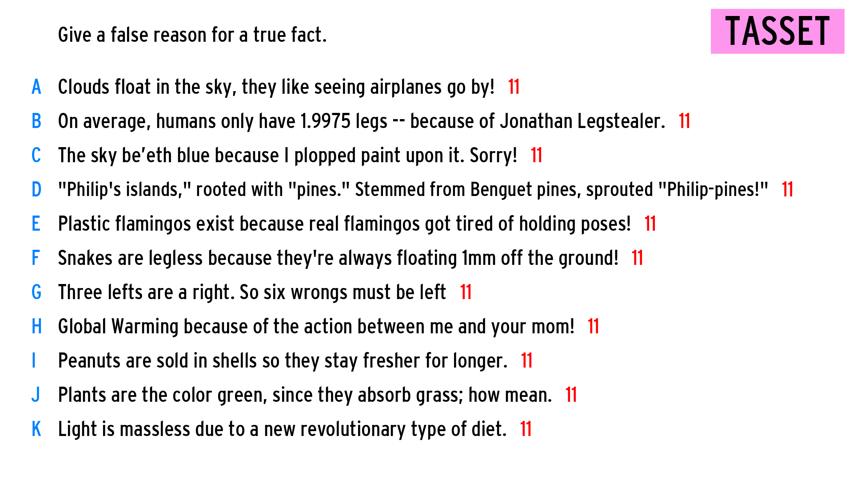 Give a false reason for a true fact.
TASSET
A Clouds float in the sky, they like seeing airplanes go by! 11
B On average, humans only have 1.9975 legs -- because of Jonathan Legstealer. 11
C The sky be’eth blue because I plopped paint upon it. Sorry! 11
D "Philip's islands," rooted with "pines." Stemmed from Benguet pines, sprouted "Philip-pines!" 11
E Plastic flamingos exist because real flamingos got tired of holding poses! 11
F Snakes are legless because they're always floating 1mm off the ground! 11
G Three lefts are a right. So six wrongs must be left 11
H Global Warming because of the action between me and your mom! 11
I Peanuts are sold in shells so they stay fresher for longer. 11
J Plants are the color green, since they absorb grass; how mean. 11
K Light is massless due to a new revolutionary type of diet. 11